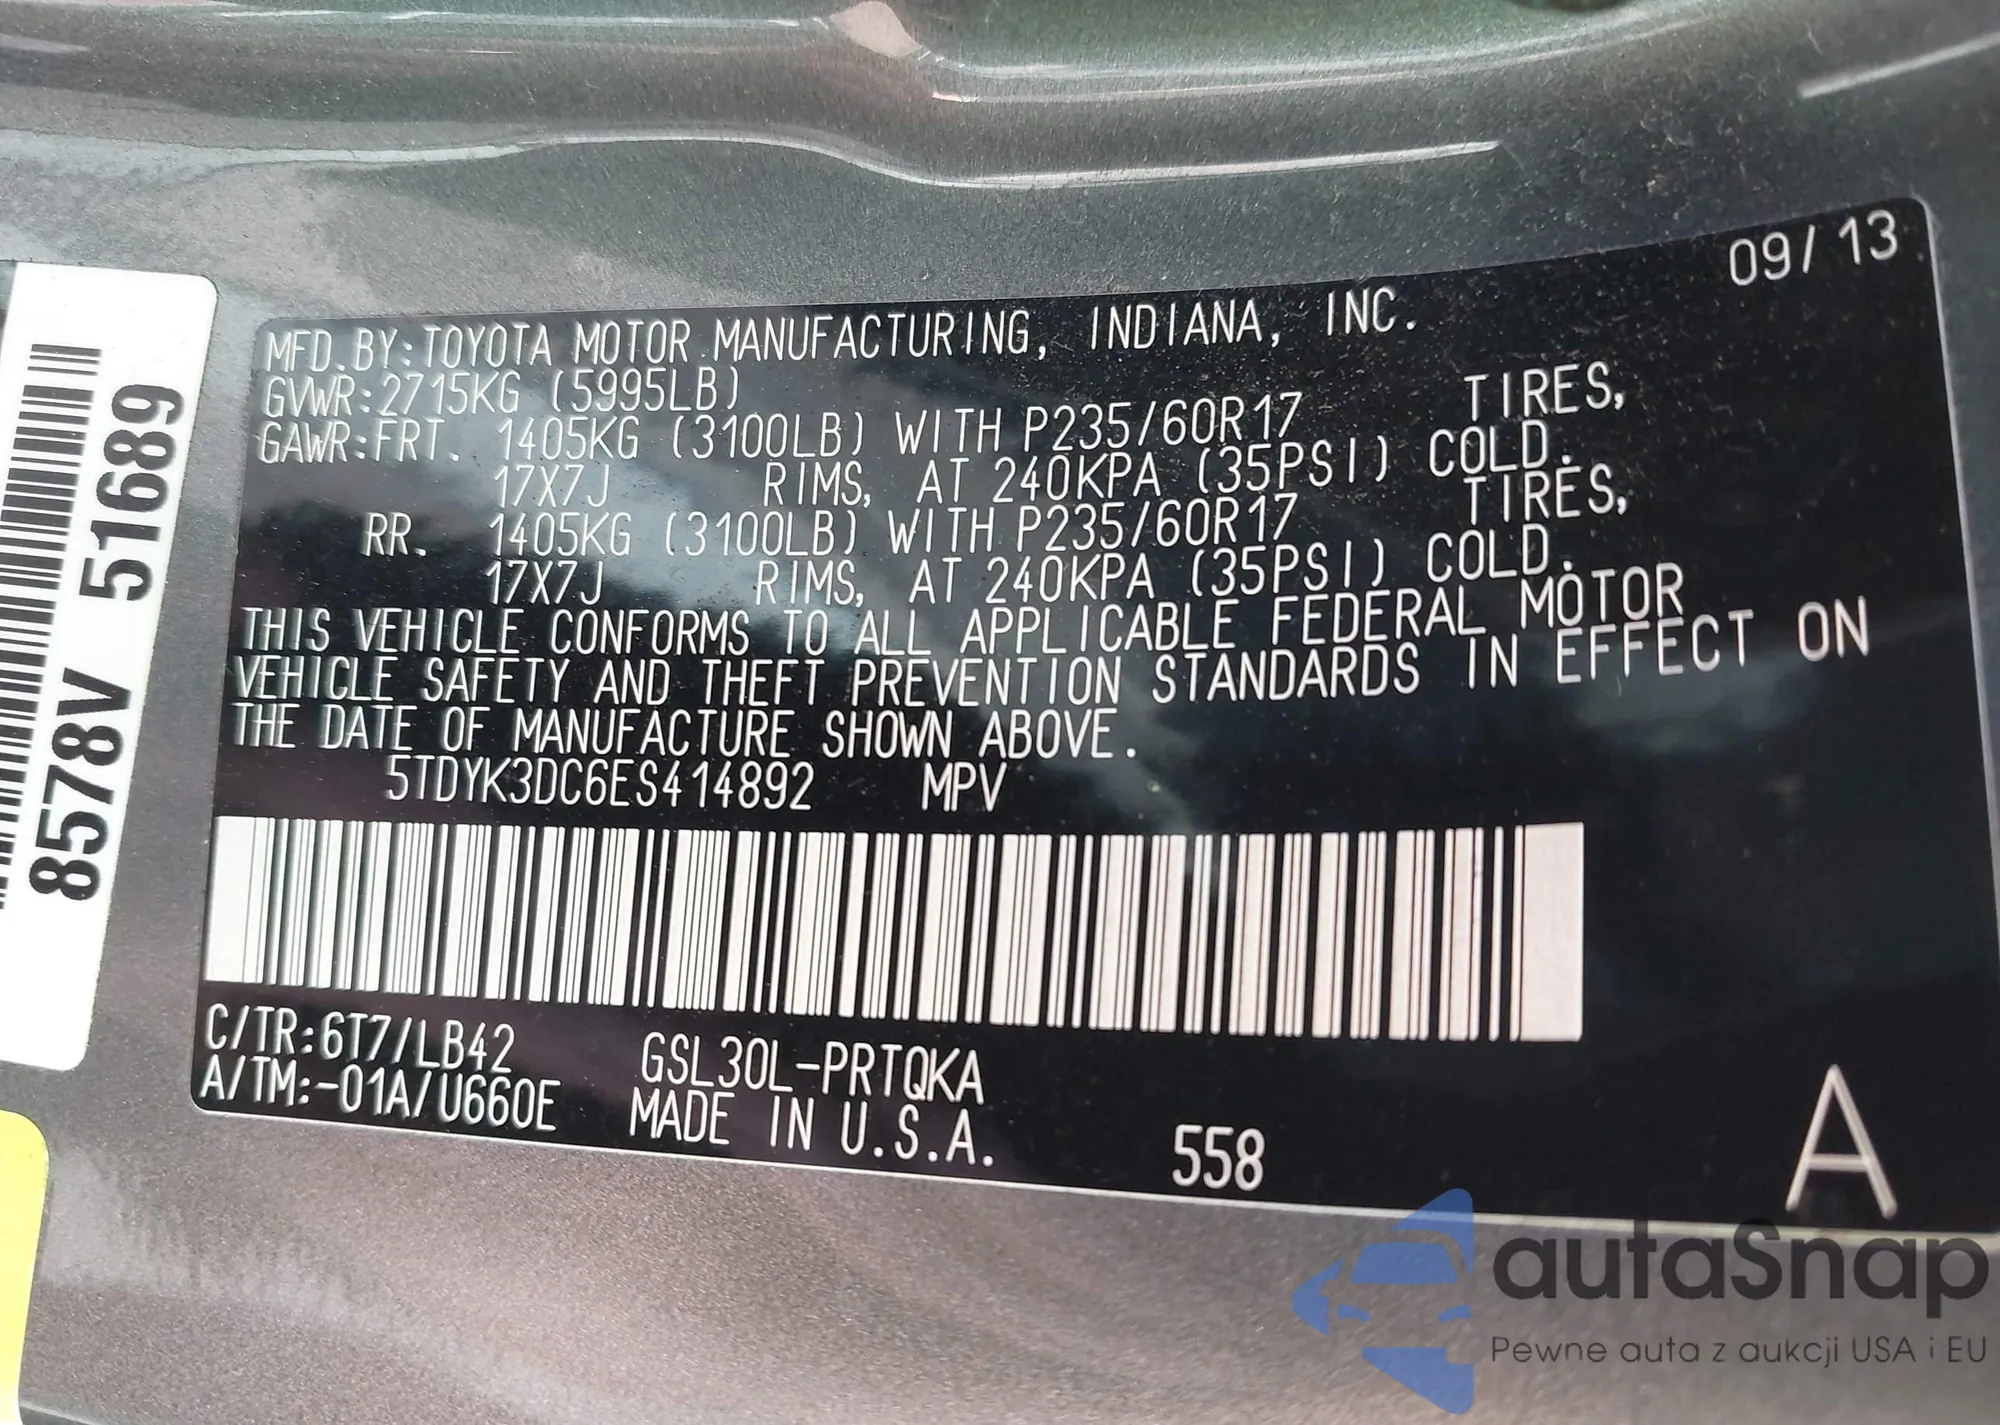 09/13
MFD.BY:TOYOTA MOTOR MANUFACTURING, INDIANA, INC.
GVWR:2715KG (5995LB)
GAWR:FRT. 1405KG (3100LB) WITH P235/60R17 TIRES,
17X7J RIMS, AT 240KPA (35PSI) COLD.
RR. 1405KG (3100LB) WITH P235/60R17 TIRES,
17X7J RIMS, AT 240KPA (35PSI) COLD.
THIS VEHICLE CONFORMS TO ALL APPLICABLE FEDERAL MOTOR
VEHICLE SAFETY AND THEFT PREVENTION STANDARDS IN EFFECT ON
THE DATE OF MANUFACTURE SHOWN ABOVE.
5TDYK3DC6ES414892 MPV
C/TR:6T7/LB42 GSL30L-PRTQKA
A/TM:-01A/U660E MADE IN U.S.A.
558
A
8578V 51689
autaSnap
Pewne auta z aukcji USA i EU